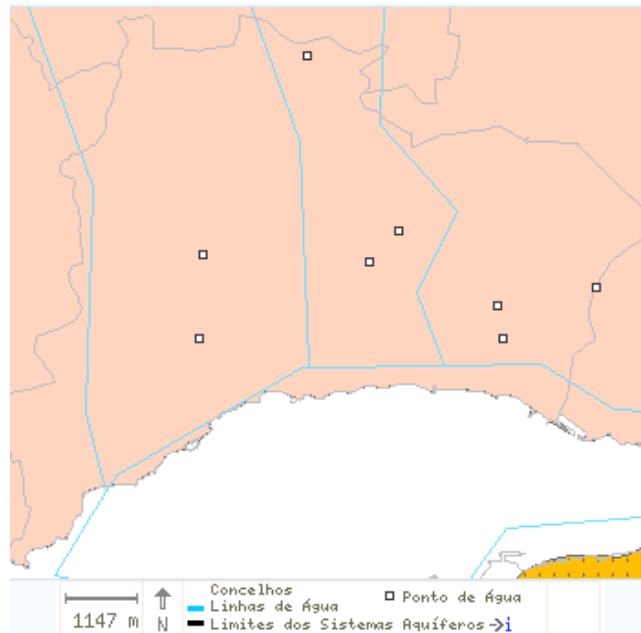 Concelhos
Ponto de Água
Linhas de Água
1147 m
N
Limites dos Sistemas Aquíferos i